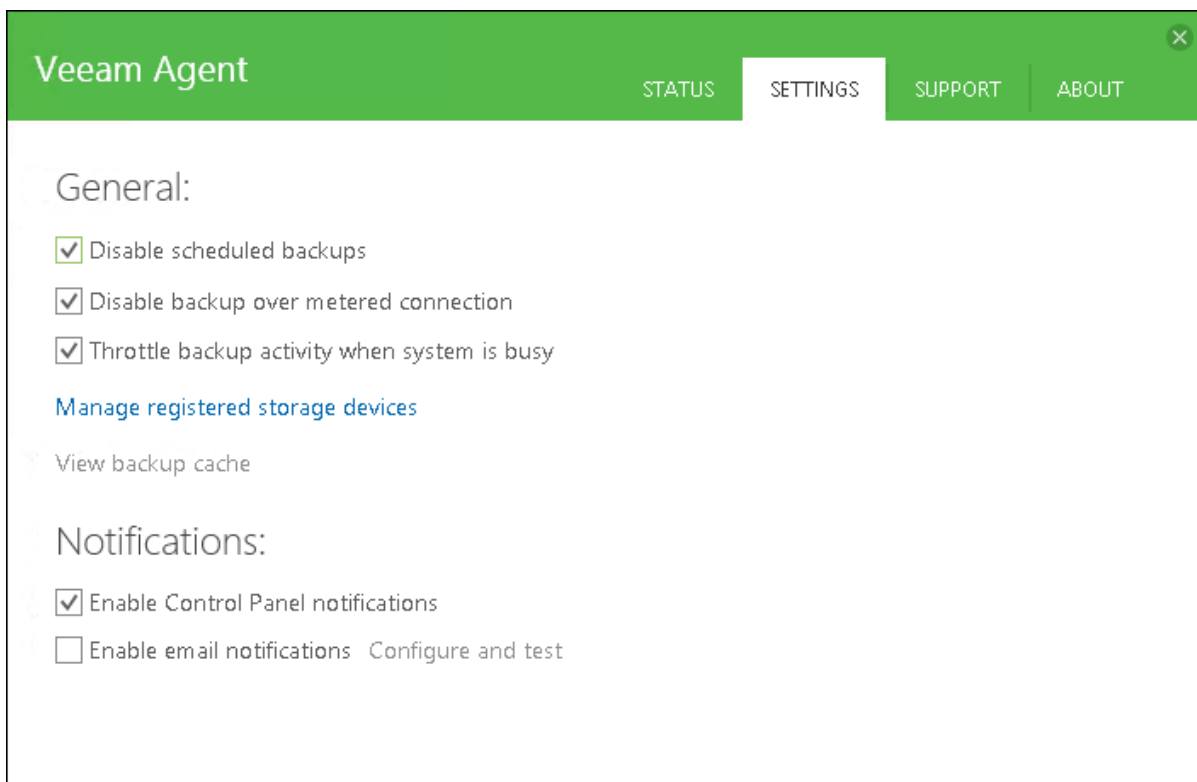 Veeam Agent
STATUS SETTINGS SUPPORT ABOUT
General:
Disable scheduled backups
Disable backup over metered connection
Throttle backup activity when system is busy
Manage registered storage devices
View backup cache
Notifications:
Enable Control Panel notifications
Enable email notifications Configure and test